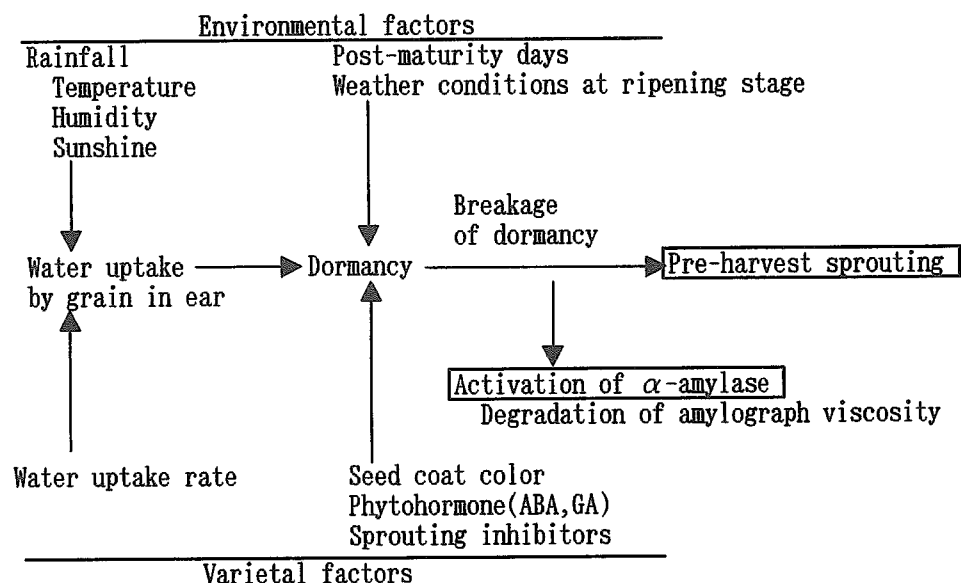 Environmental factors
Rainfall
Temperature
Humidity
Sunshine
Post-maturity days
Weather conditions at ripening stage
Breakage
of dormancy
Water uptake
by grain in ear
Dormancy
Pre-harvest sprouting
Activation of α-amylase
Degradation of amylograph viscosity
Water uptake rate
Seed coat color
Phytohormone(ABA,GA)
Sprouting inhibitors
Varietal factors